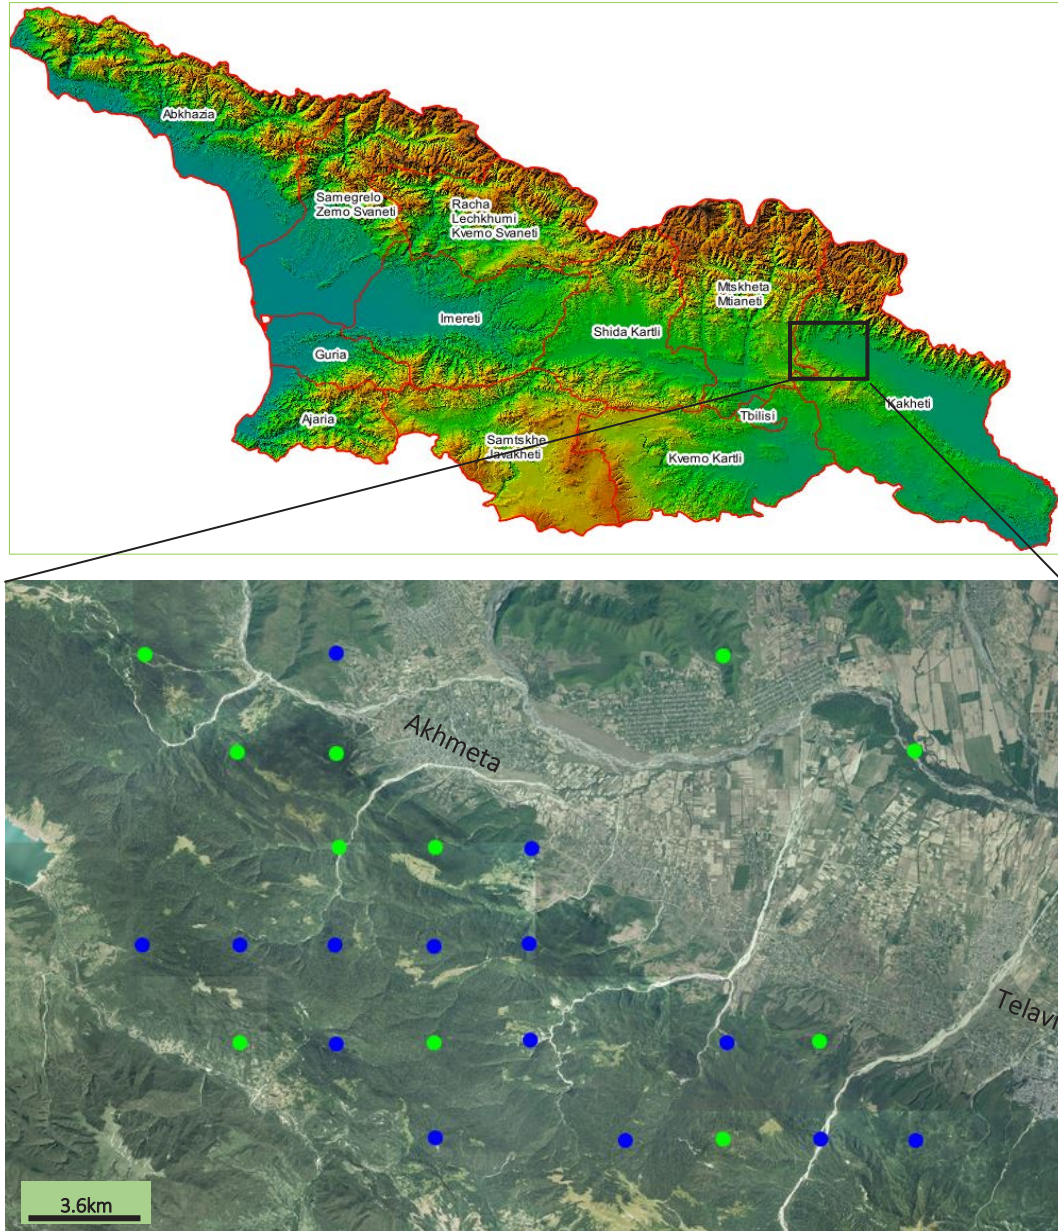 Abkhazia
Samegrelo
Zemo Svaneti
Racha
Lechkhumi
Kvemo Svaneti
Mtskheta
Mtianeti
Imereti
Shida Kartli
Guria
Kakheti
Ajaria
Tbilisi
Samtskhe
Javakheti
Kvemo Kartli
Akhmeta
Telavi
3.6km